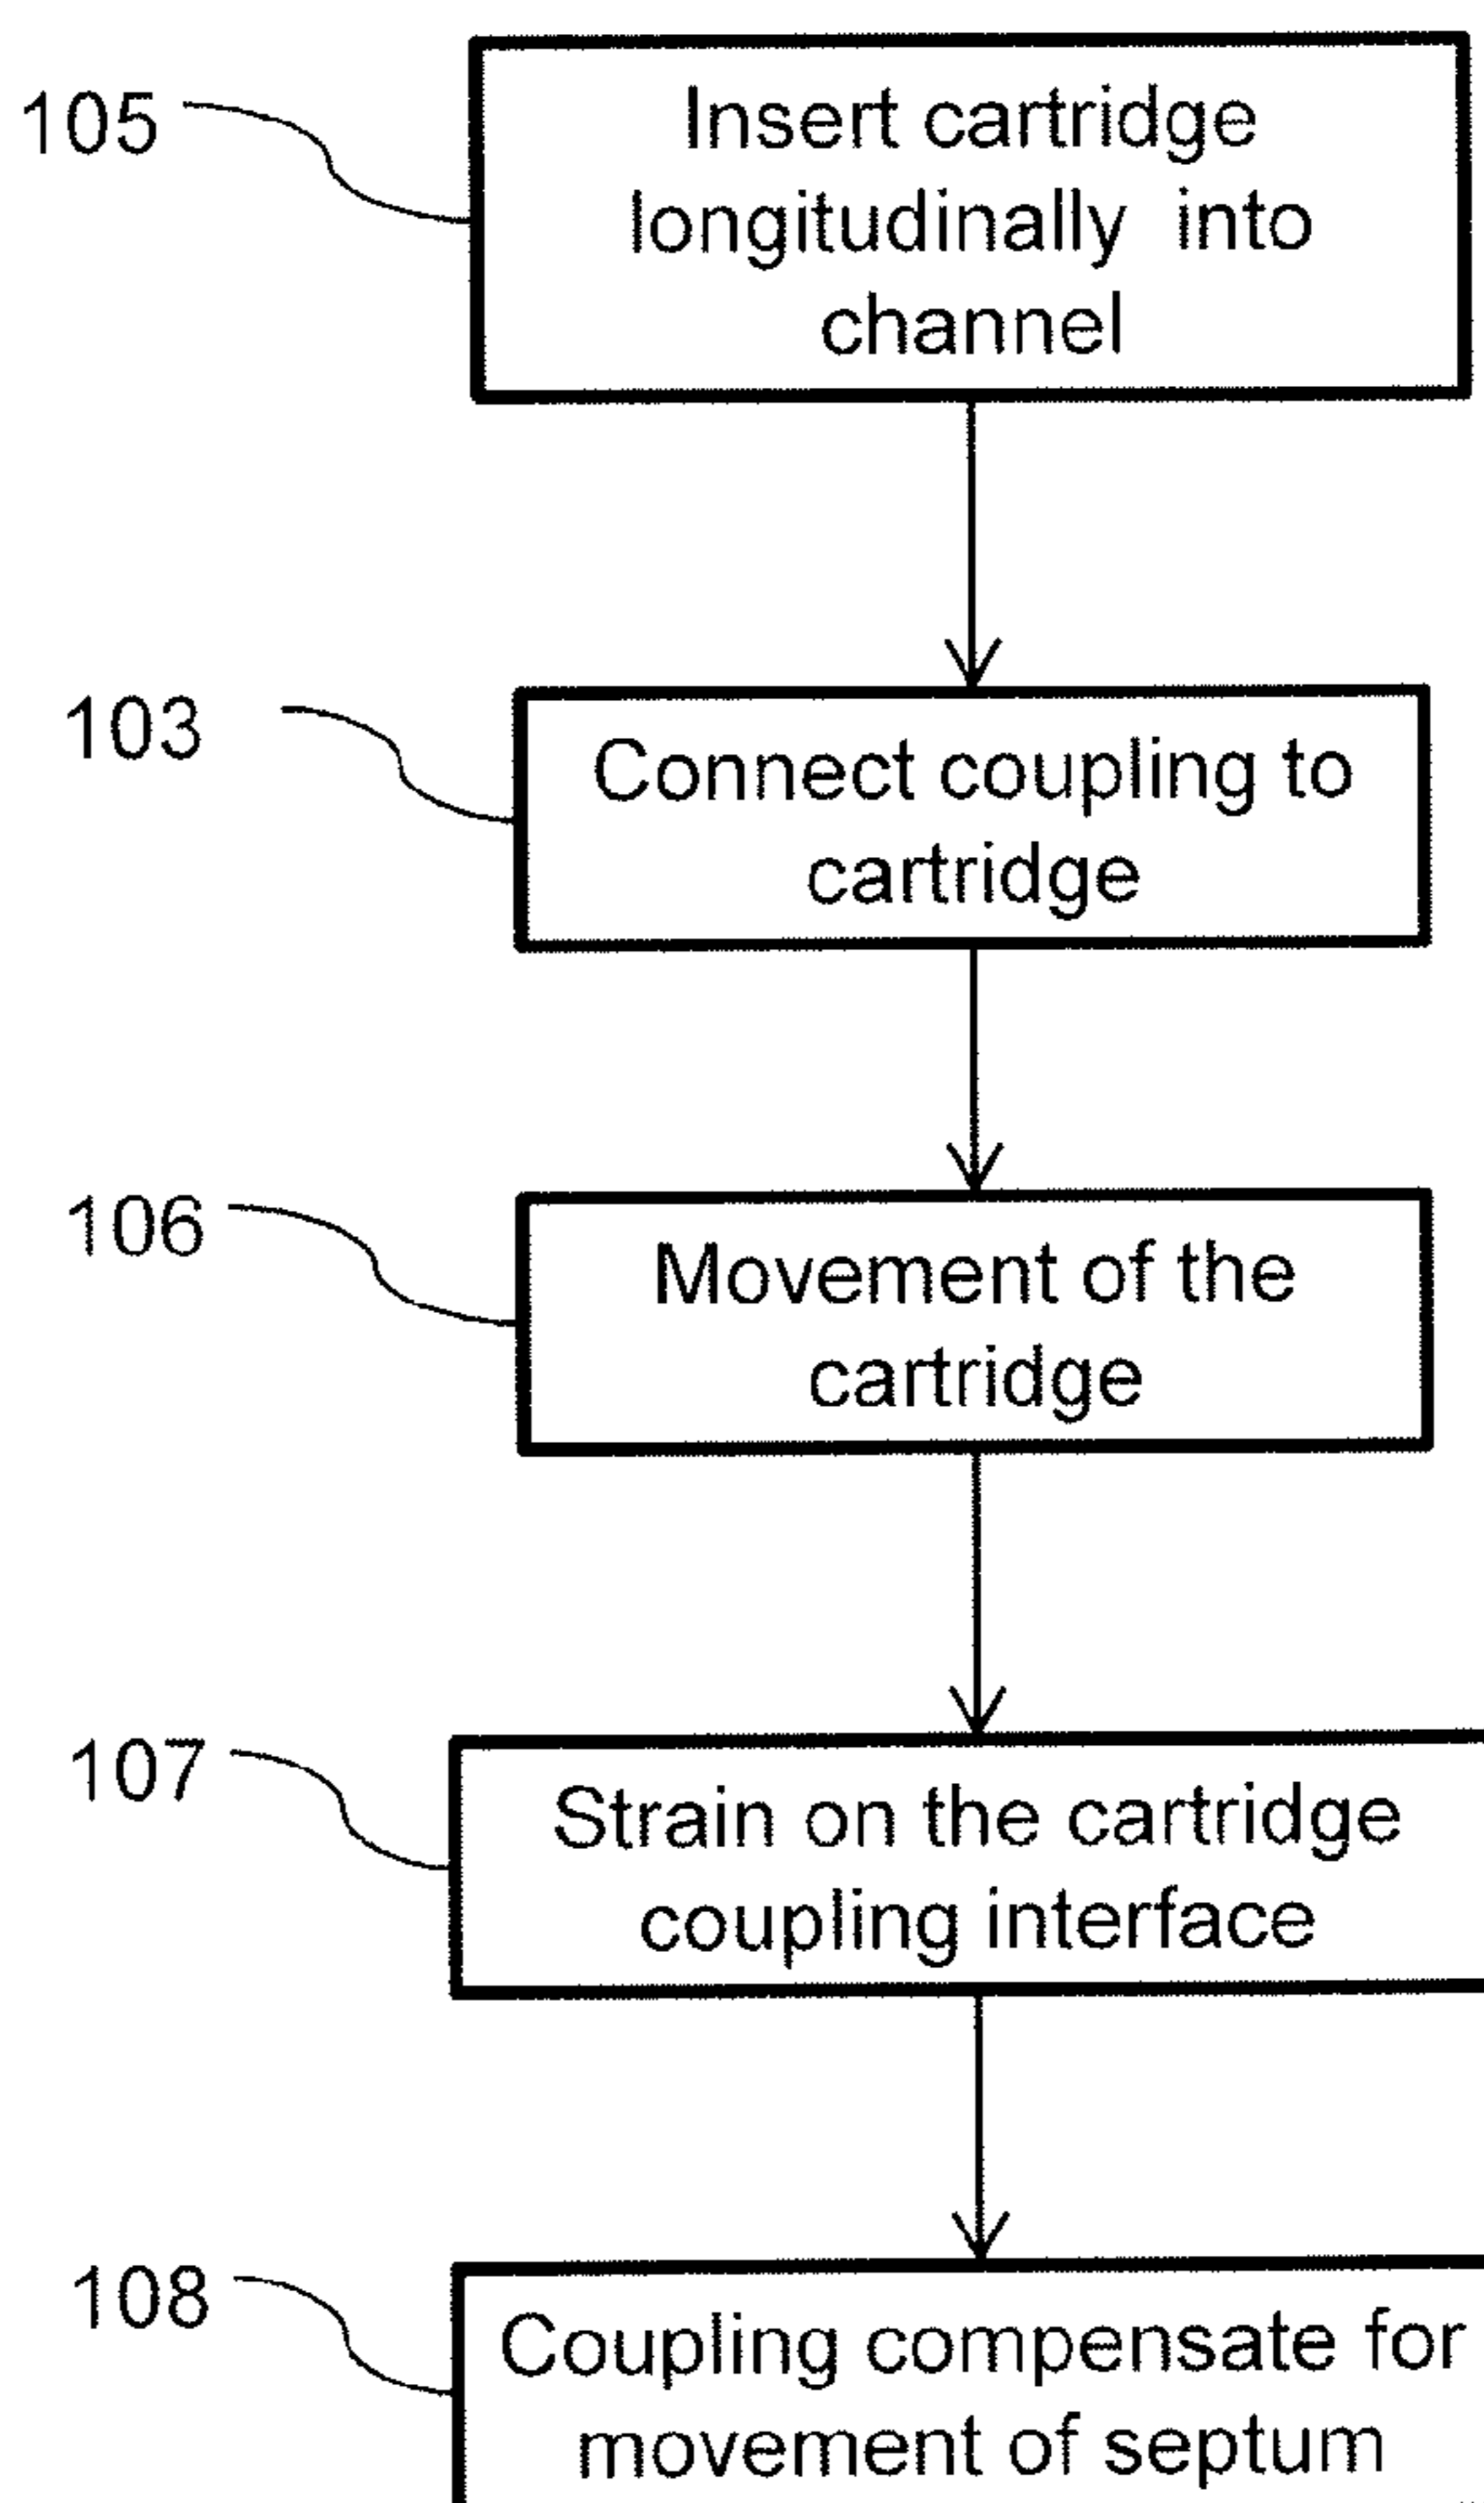 105
Insert cartridge
longitudinally into
channel
103
Connect coupling to
cartridge
106
Movement of the
cartridge
107
Strain on the cartridge
coupling interface
108
Coupling compensate for
movement of septum